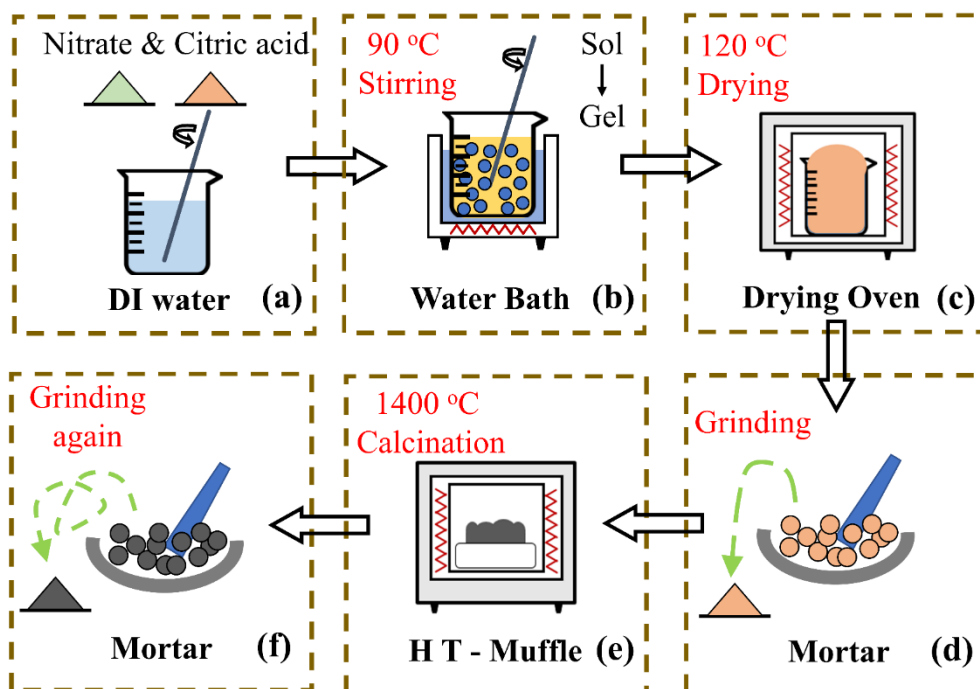 Nitrate & Citric acid
DI water (a)
90 °C
Stirring
Sol
Gel
Water Bath (b)
120 °C
Drying
Drying Oven (c)
Grinding
again
Mortar (f)
1400 °C
Calcination
H T - Muffle (e)
Grinding
Mortar (d)